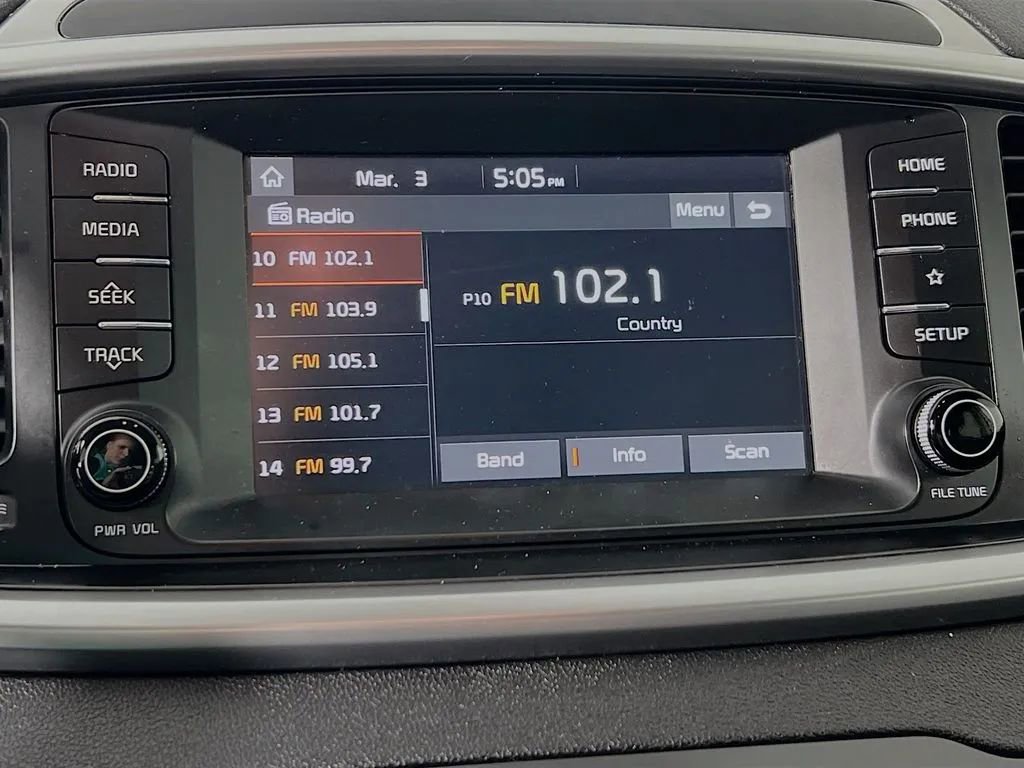 RADIO
MEDIA
SEEK
TRACK
PWR VOL
Mar. 3 5:05 PM
Radio Menu
10 FM 102.1
11 FM 103.9
12 FM 105.1
13 FM 101.7
14 FM 99.7
P10 FM 102.1
Country
Band Info Scan
HOME
PHONE
SETUP
FILE TUNE